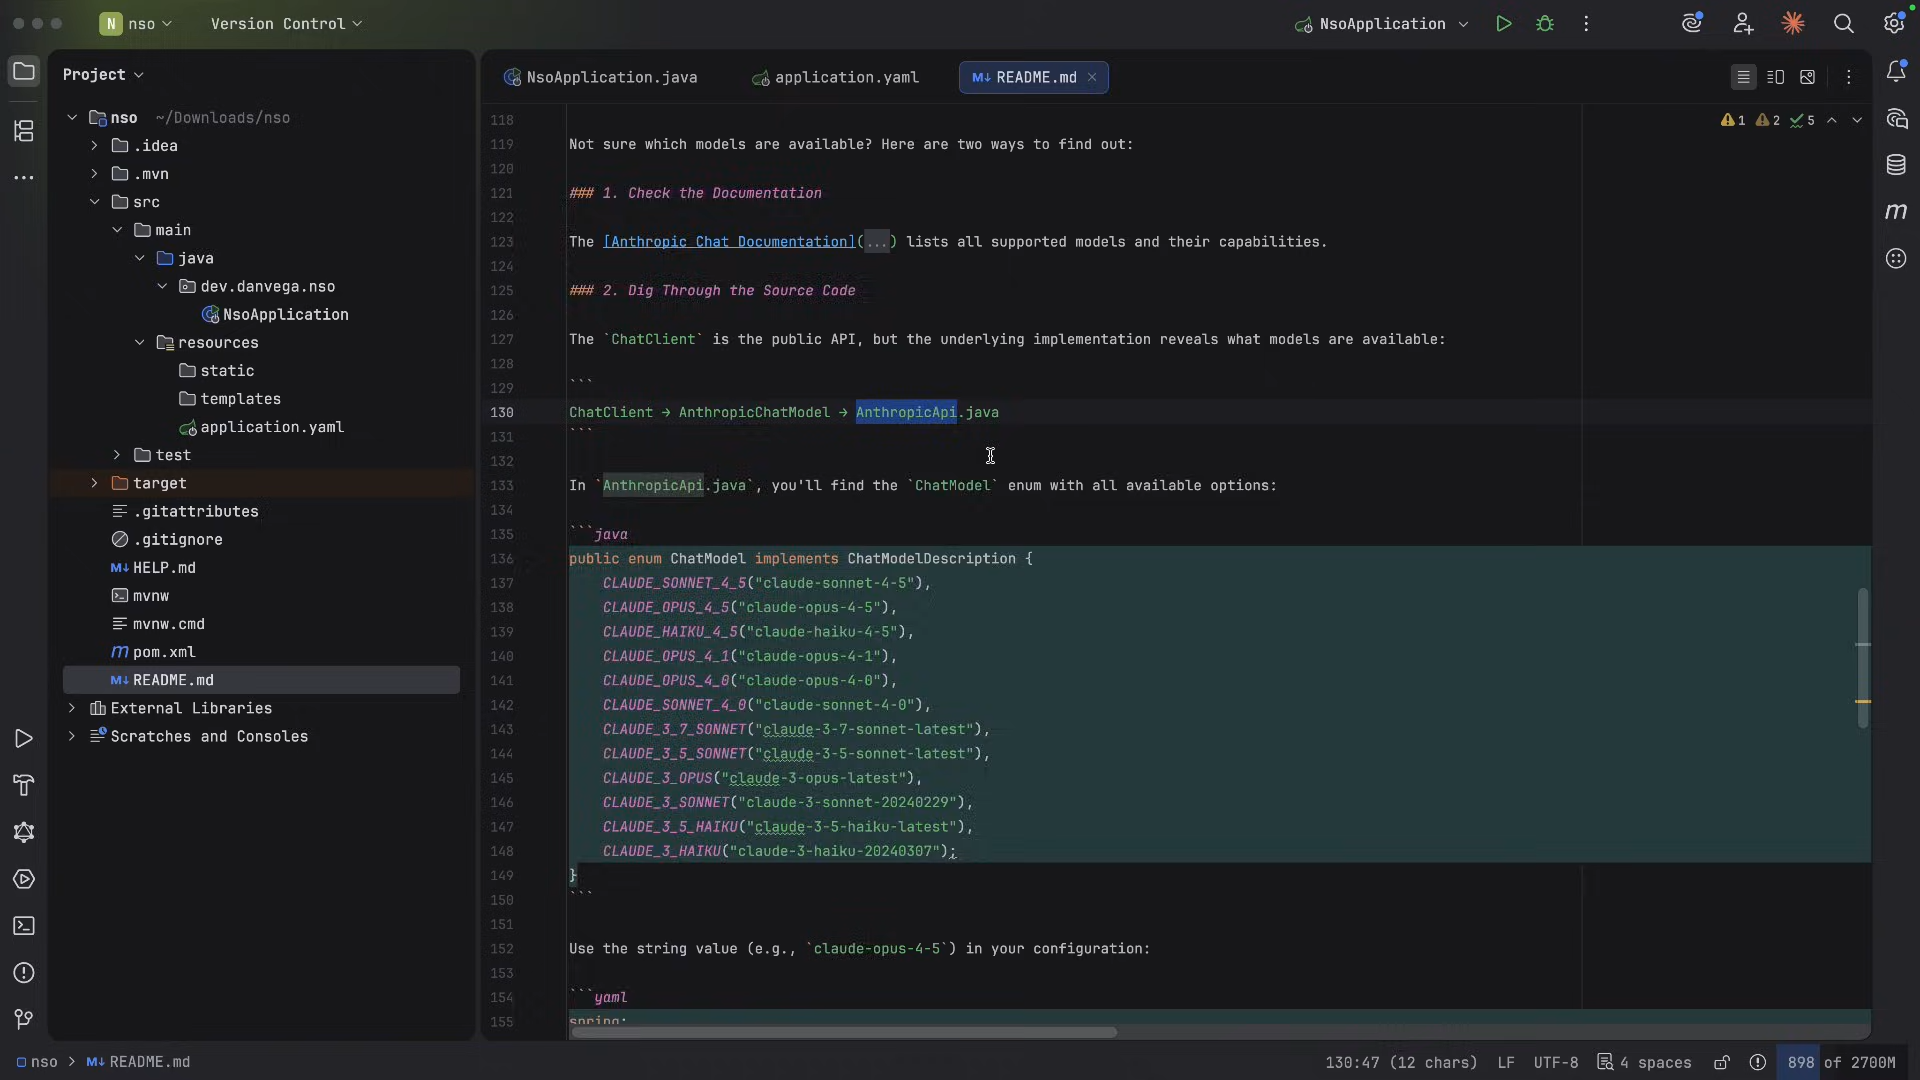 N nso
Version Control
NsoApplication
Project
NsoApplication.java
application.yaml
M↓ README.md
nso ~/Downloads/nso
.idea
.mvn
src
main
java
dev.danvega.nso
NsoApplication
resources
static
templates
application.yaml
test
target
.gitattributes
.gitignore
M↓ HELP.md
mvnw
mvnw.cmd
m pom.xml
M↓ README.md
External Libraries
Scratches and Consoles
1 2 5
118
119 Not sure which models are available? Here are two ways to find out:
120
121 ### 1. Check the Documentation
122
123 The [Anthropic Chat Documentation](...) lists all supported models and their capabilities.
124
125 ### 2. Dig Through the Source Code
126
127 The `ChatClient` is the public API, but the underlying implementation reveals what models are available:
128
129 ```
130 ChatClient → AnthropicChatModel → AnthropicApi.java
131 ```
132
133 In `AnthropicApi.java`, you'll find the `ChatModel` enum with all available options:
134
135 ```java
136 public enum ChatModel implements ChatModelDescription {
137 CLAUDE_SONNET_4_5("claude-sonnet-4-5"),
138 CLAUDE_OPUS_4_5("claude-opus-4-5"),
139 CLAUDE_HAIKU_4_5("claude-haiku-4-5"),
140 CLAUDE_OPUS_4_1("claude-opus-4-1"),
141 CLAUDE_OPUS_4_0("claude-opus-4-0"),
142 CLAUDE_SONNET_4_0("claude-sonnet-4-0"),
143 CLAUDE_3_7_SONNET("claude-3-7-sonnet-latest"),
144 CLAUDE_3_5_SONNET("claude-3-5-sonnet-latest"),
145 CLAUDE_3_OPUS("claude-3-opus-latest"),
146 CLAUDE_3_SONNET("claude-3-sonnet-20240229"),
147 CLAUDE_3_5_HAIKU("claude-3-5-haiku-latest"),
148 CLAUDE_3_HAIKU("claude-3-haiku-20240307");
149 }
150 ```
151
152 Use the string value (e.g., `claude-opus-4-5`) in your configuration:
153
154 ```yaml
155 spring:
m
nso > M↓ README.md
130:47 (12 chars) LF UTF-8 4 spaces 898 of 2700M